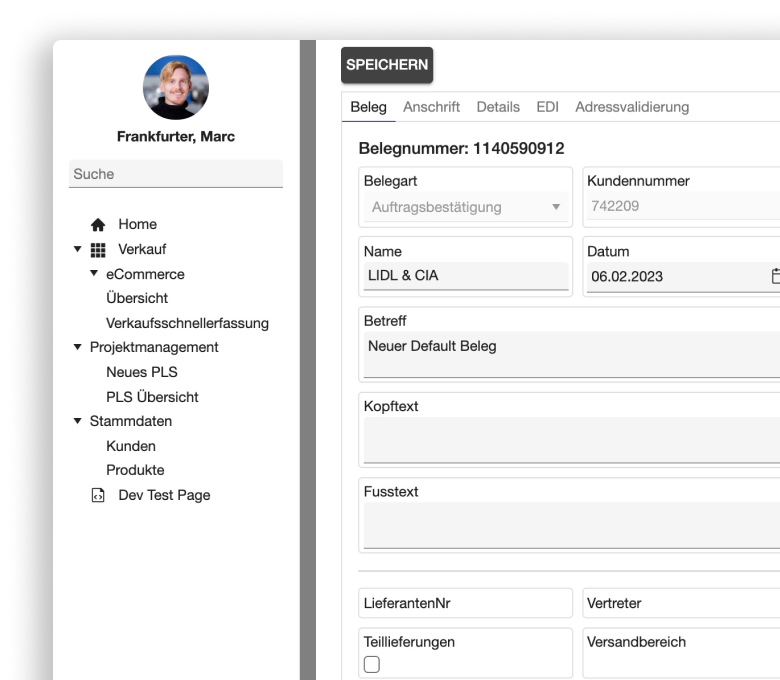 Frankfurter, Marc
Suche
Home
Verkauf
eCommerce
Übersicht
Verkaufsschnellerfassung
Projektmanagement
Neues PLS
PLS Übersicht
Stammdaten
Kunden
Produkte
Dev Test Page
SPEICHERN
Beleg Anschrift Details EDI Adressvalidierung
Belegnummer: 1140590912
Belegart
Auftragsbestätigung
Kundennummer
742209
Name
LIDL & CIA
Datum
06.02.2023
Betreff
Neuer Default Beleg
Kopftext
Fusstext
LieferantenNr
Vertreter
Teillieferungen
Versandbereich